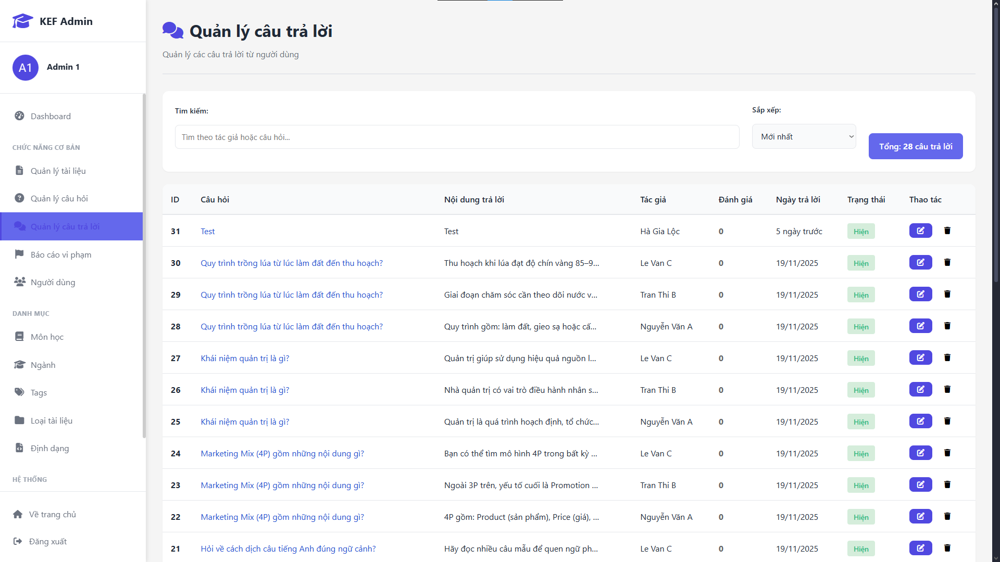 KEF Admin
A1
Admin 1
Dashboard
CHỨC NĂNG CƠ BẢN
Quản lý tài liệu
Quản lý câu hỏi
Quản lý câu trả lời
Báo cáo vi phạm
Người dùng
DANH MỤC
Môn học
Ngành
Tags
Loại tài liệu
Định dạng
HỆ THỐNG
Về trang chủ
Đăng xuất
Quản lý câu trả lời
Quản lý các câu trả lời từ người dùng
Tìm kiếm:
Tìm theo tác giả hoặc câu hỏi...
Sắp xếp:
Mới nhất
Tổng: 28 câu trả lời
ID Câu hỏi Nội dung trả lời Tác giả Đánh giá Ngày trả lời Trạng thái Thao tác
31 Test Test Hà Gia Lộc 0 5 ngày trước Hiện
30 Quy trình trồng lúa từ lúc làm đất đến thu hoạch? Thu hoạch khi lúa đạt độ chín vàng 85–9... Le Van C 0 19/11/2025 Hiện
29 Quy trình trồng lúa từ lúc làm đất đến thu hoạch? Giai đoạn chăm sóc cần theo dõi nước v... Tran Thi B 0 19/11/2025 Hiện
28 Quy trình trồng lúa từ lúc làm đất đến thu hoạch? Quy trình gồm: làm đất, gieo sạ hoặc cấ... Nguyễn Văn A 0 19/11/2025 Hiện
27 Khái niệm quản trị là gì? Quản trị giúp sử dụng hiệu quả nguồn l... Le Van C 0 19/11/2025 Hiện
26 Khái niệm quản trị là gì? Nhà quản trị có vai trò điều hành nhân s... Tran Thi B 0 19/11/2025 Hiện
25 Khái niệm quản trị là gì? Quản trị là quá trình hoạch định, tổ chức... Nguyễn Văn A 0 19/11/2025 Hiện
24 Marketing Mix (4P) gồm những nội dung gì? Bạn có thể tìm mô hình 4P trong bất kỳ ... Le Van C 0 19/11/2025 Hiện
23 Marketing Mix (4P) gồm những nội dung gì? Ngoài 3P trên, yếu tố cuối là Promotion ... Tran Thi B 0 19/11/2025 Hiện
22 Marketing Mix (4P) gồm những nội dung gì? 4P gồm: Product (sản phẩm), Price (giá), ... Nguyễn Văn A 0 19/11/2025 Hiện
21 Hỏi về cách dịch câu tiếng Anh đúng ngữ cảnh? Hãy đọc nhiều câu mẫu để quen ngữ ph... Le Van C 0 19/11/2025 Hiện